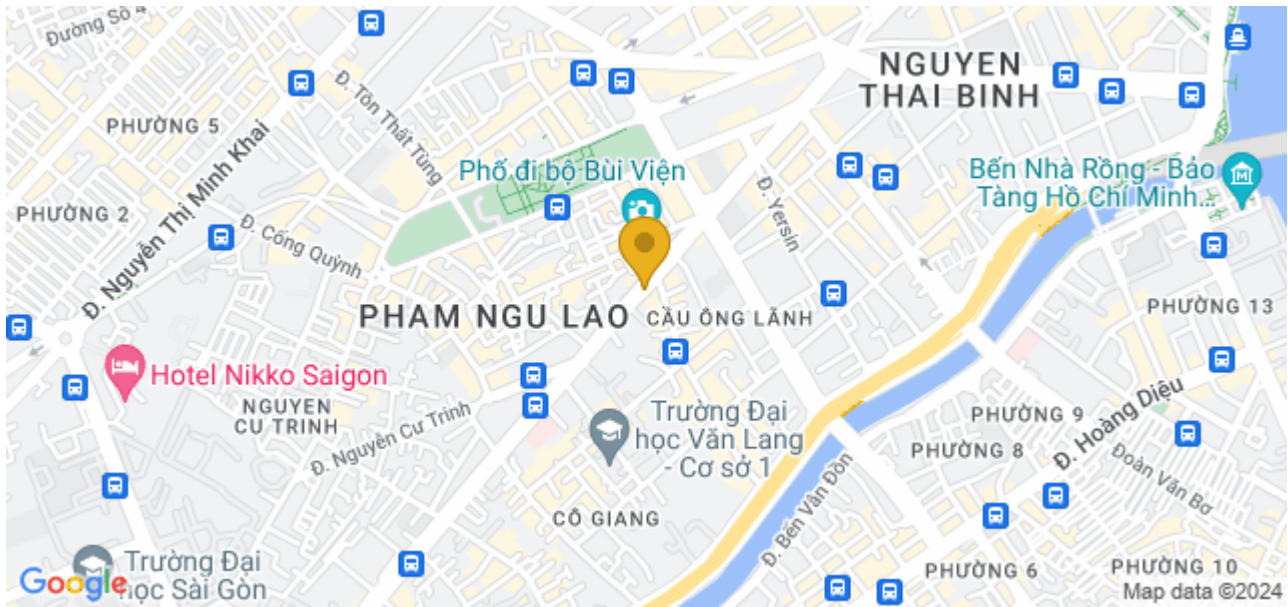 Đường Số 4
NGUYEN
THAI BINH
PHƯỜNG 5
Đ. Tôn Thất Tùng
Đ. Nguyễn Thị Minh Khai
Phố đi bộ Bùi Viện
Đ. Yersin
Bến Nhà Rồng - Bảo
Tàng Hồ Chí Minh...
PHƯỜNG 2
Đ. Cống Quỳnh
PHAM NGU LAO
CẦU ÔNG LÃNH
PHƯỜNG 13
Hotel Nikko Saigon
NGUYEN
CU TRINH
Đ. Nguyễn Cư Trinh
Trường Đại
học Văn Lang
- Cơ sở 1
PHƯỜNG 9
Đ. Hoàng Diệu
PHƯỜNG 8
Đoàn Văn Bơ
CÔ GIANG
Đ. Bến Vân Đồn
Trường Đại
học Sài Gòn
Google
PHƯỜNG 6
PHƯỜNG 10
Map data ©2024